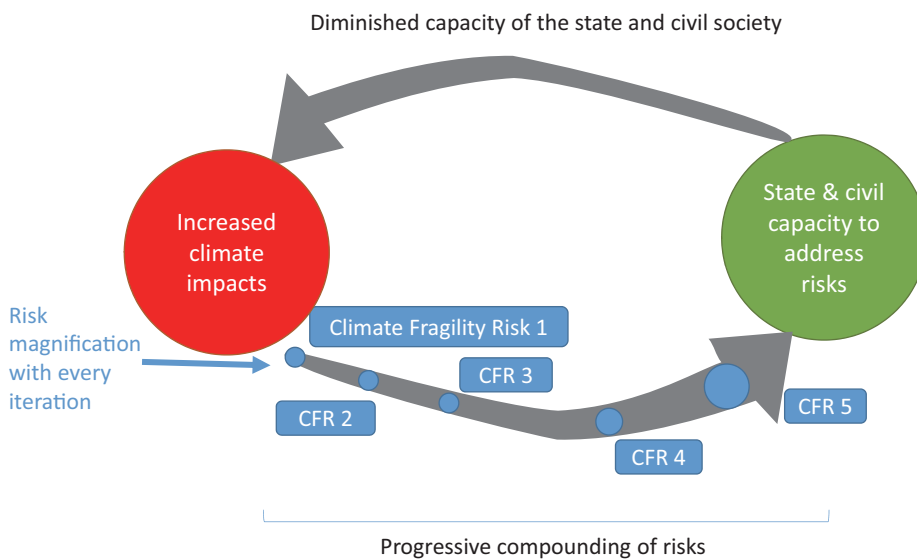 Diminished capacity of the state and civil society
Increased
climate
impacts
State & civil
capacity to
address
risks
Risk
magnification
with every
iteration
Climate Fragility Risk 1
CFR 3
CFR 2
CFR 5
CFR 4
Progressive compounding of risks